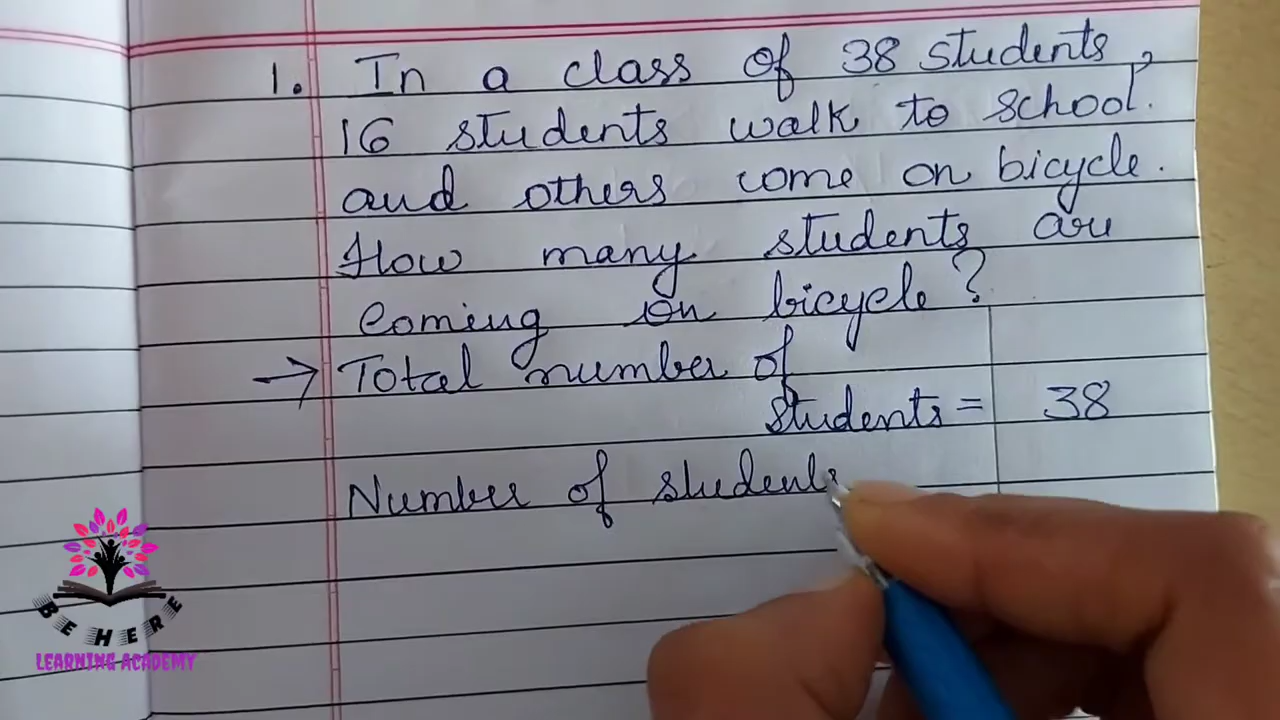 1. In a class of 38 students,
16 students walk to school.
and others come on bicycle.
How many students are
coming on bicycle?
→ Total number of
students = 38
Number of students
BE HERE
LEARNING ACADEMY